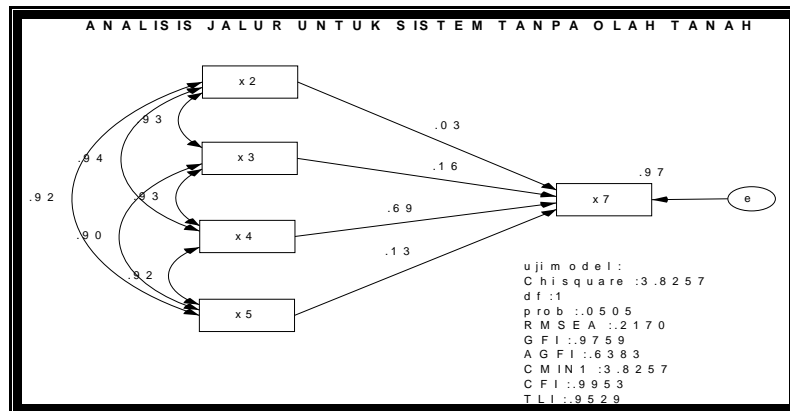 ANALISIS JALUR UNTUK SISTEM TANPA OLAH TANAH
x2
.93
.03
x3
.94
.16
.97
.92
.93
x7
e
.69
x4
.90
.13
.92
x5
uji model :
Chisquare :3.8257
df :1
prob :.0505
RMSEA :.2170
GFI :.9759
AGFI :.6383
CMIN1 :3.8257
CFI :.9953
TLI :.9529